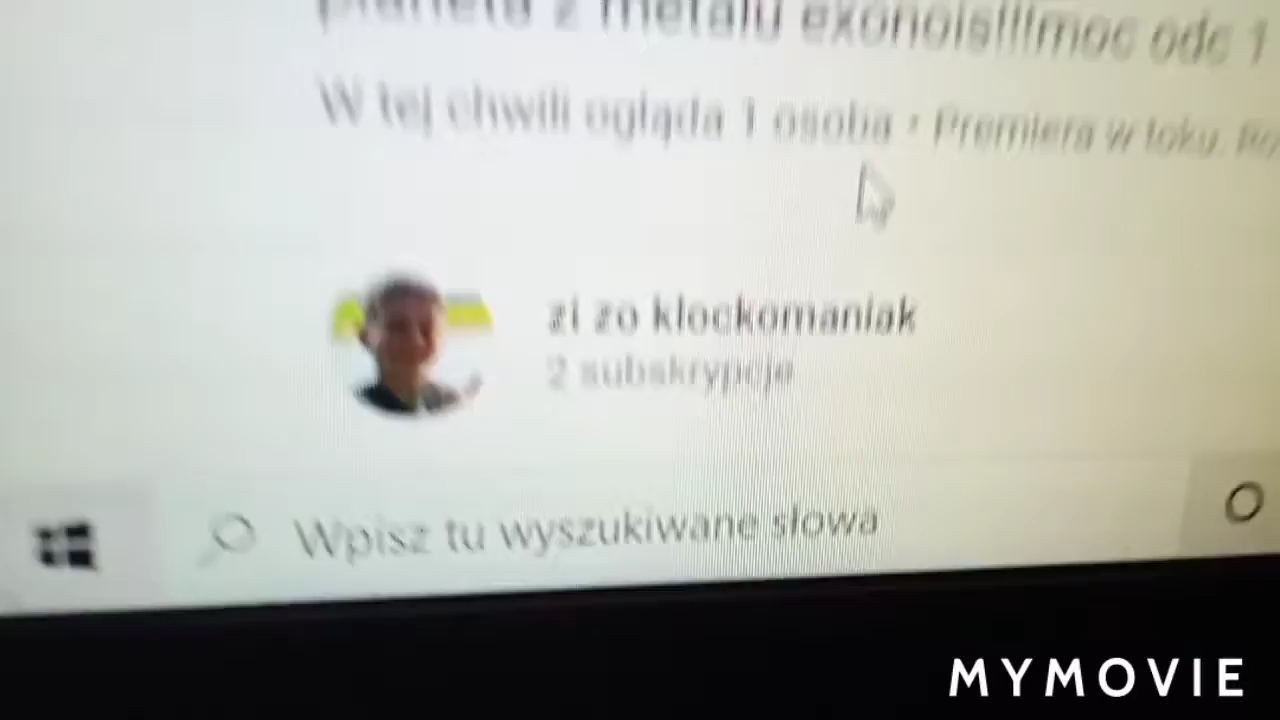 planeta z metalu exonois!!!moc odc 1
W tej chwili ogląda 1 osoba • Premiera w toku.
zi zo klockomaniak
2 subskrypcje
Wpisz tu wyszukiwane słowa
MYMOVIE